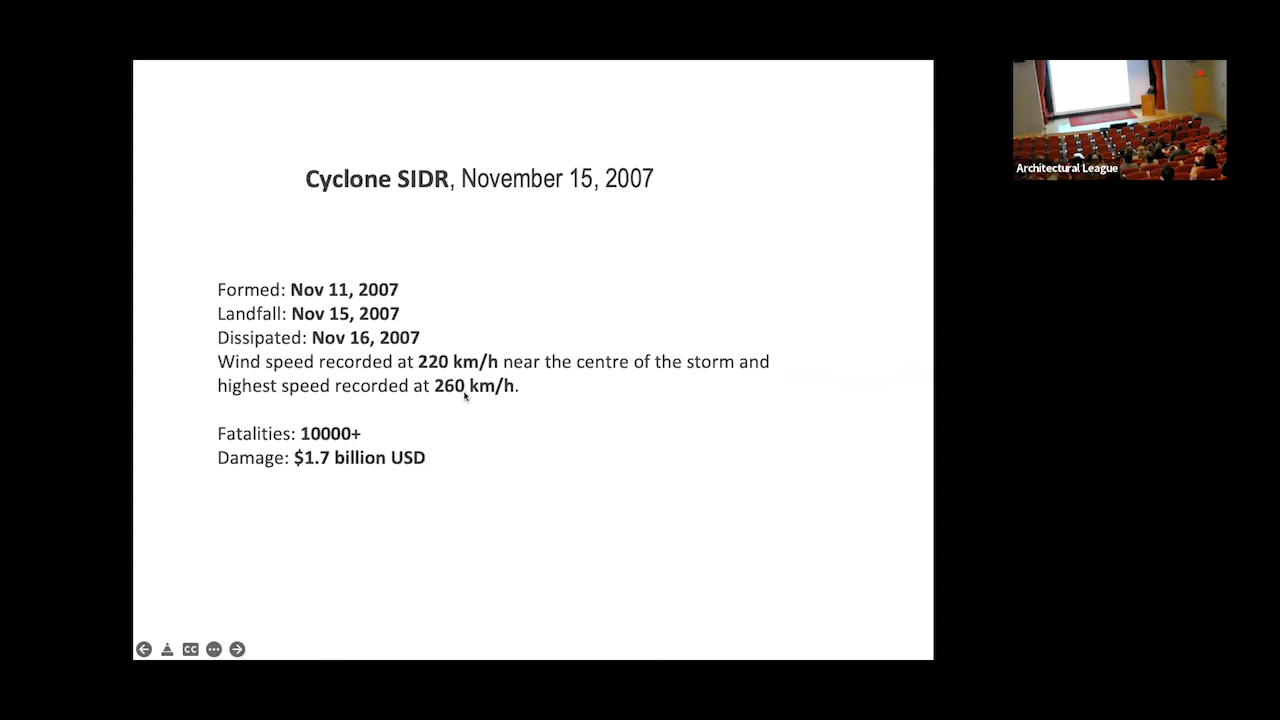 Cyclone SIDR, November 15, 2007
Formed: Nov 11, 2007
Landfall: Nov 15, 2007
Dissipated: Nov 16, 2007
Wind speed recorded at 220 km/h near the centre of the storm and
highest speed recorded at 260 km/h.
Fatalities: 10000+
Damage: $1.7 billion USD
CC
Architectural League